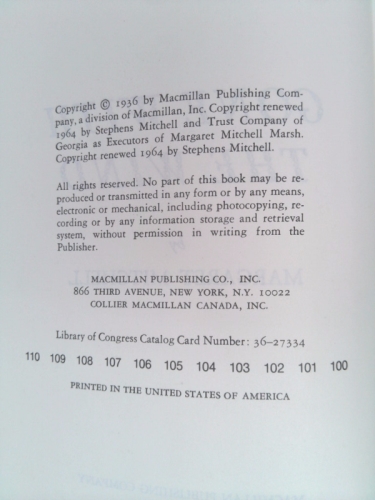 Copyright © 1936 by Macmillan Publishing Com-
pany, a division of Macmillan, Inc. Copyright renewed
1964 by Stephens Mitchell and Trust Company of
Georgia as Executors of Margaret Mitchell Marsh.
Copyright renewed 1964 by Stephens Mitchell.
All rights reserved. No part of this book may be re-
produced or transmitted in any form or by any means,
electronic or mechanical, including photocopying, re-
cording or by any information storage and retrieval
system, without permission in writing from the
Publisher.
MACMILLAN PUBLISHING CO., INC.
866 THIRD AVENUE, NEW YORK, N.Y. 10022
COLLIER MACMILLAN CANADA, INC.
Library of Congress Catalog Card Number: 36-27334
110 109 108 107 106 105 104 103 102 101 100
PRINTED IN THE UNITED STATES OF AMERICA